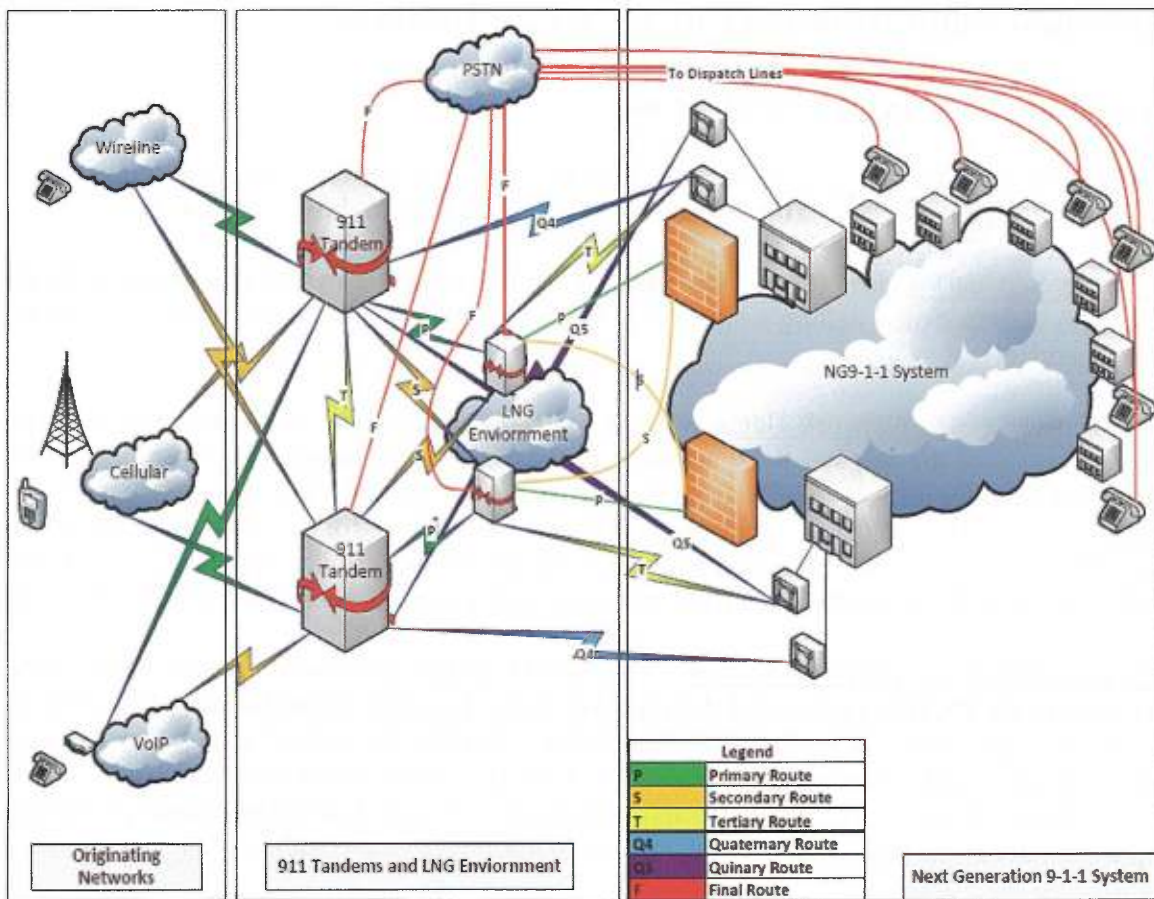 PSTN
To Dispatch Lines
Wireline
F
911
Tandem
F
Q4
T
P
P
Q5
F
S
T
S
LNG
Enviornment
NG9-1-1 System
F
S
S
Cellular
P
P
Q5
911
Tandem
T
Q4
VoIP
Legend
P Primary Route
S Secondary Route
T Tertiary Route
Q4 Quaternary Route
Q5 Quinary Route
F Final Route
Originating
Networks
911 Tandems and LNG Enviornment
Next Generation 9-1-1 System